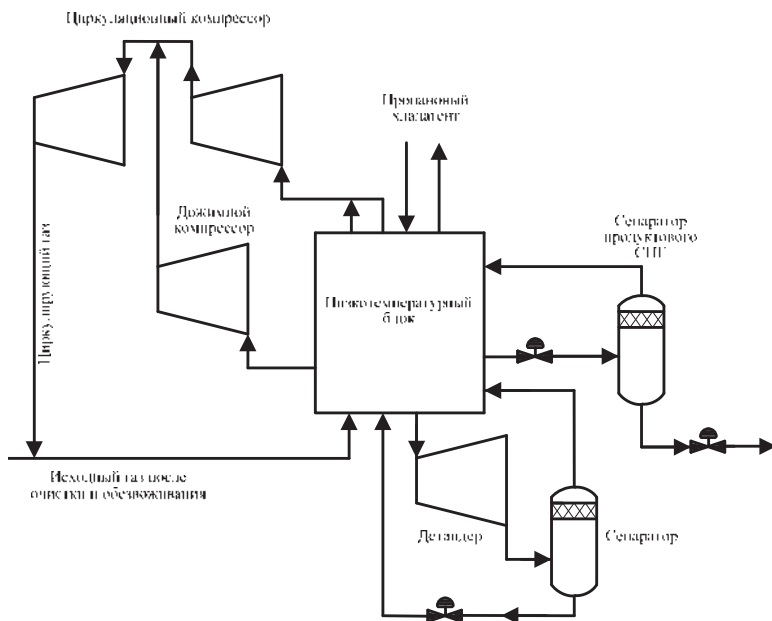 Циркуляционный компрессор
Пропановый
хладагент
Дожимной
компрессор
Сепаратор
продуктового
СПГ
Циркулирующий газ
Низкотемпературный
блок
Исходный газ после
очистки и обезвоживания
Детандер
Сепаратор